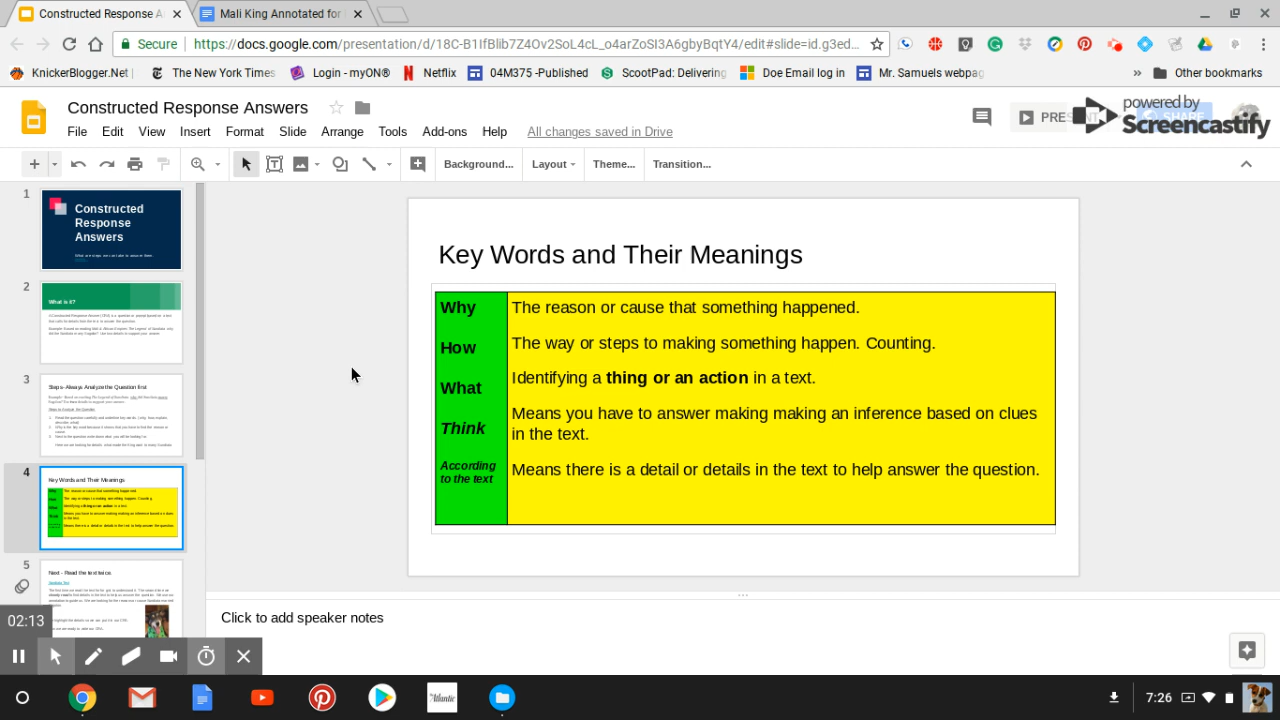 Constructed Response A
Mali King Annotated for
Secure
https://docs.google.com/presentation/d/18C-B1IfBlib7Z4Ov2SoL4cL_o4arZoSI3A6gbyBqtY4/edit#slide=id.g3ed...
KnickerBlogger.Net
The New York Times
Login - myON®
Netflix
04M375 -Published
ScootPad: Delivering
Doe Email log in
Mr. Samuels webpag
»
Other bookmarks
Constructed Response Answers
File Edit View Insert Format Slide Arrange Tools Add-ons Help All changes saved in Drive
PRESENT
SHARE
powered by
Screencastify
Background... Layout Theme... Transition...
1
Constructed
Response
Answers
2
What is it?
3
Steps-Always Analyze the Question first
4
Key Words and Their Meanings
5
Next - Read the text twice.
Key Words and Their Meanings
Why The reason or cause that something happened.
How The way or steps to making something happen. Counting.
What Identifying a thing or an action in a text.
Think Means you have to answer making making an inference based on clues
in the text.
According
to the text
Means there is a detail or details in the text to help answer the question.
Click to add speaker notes
02:13
The Atlantic
7:26